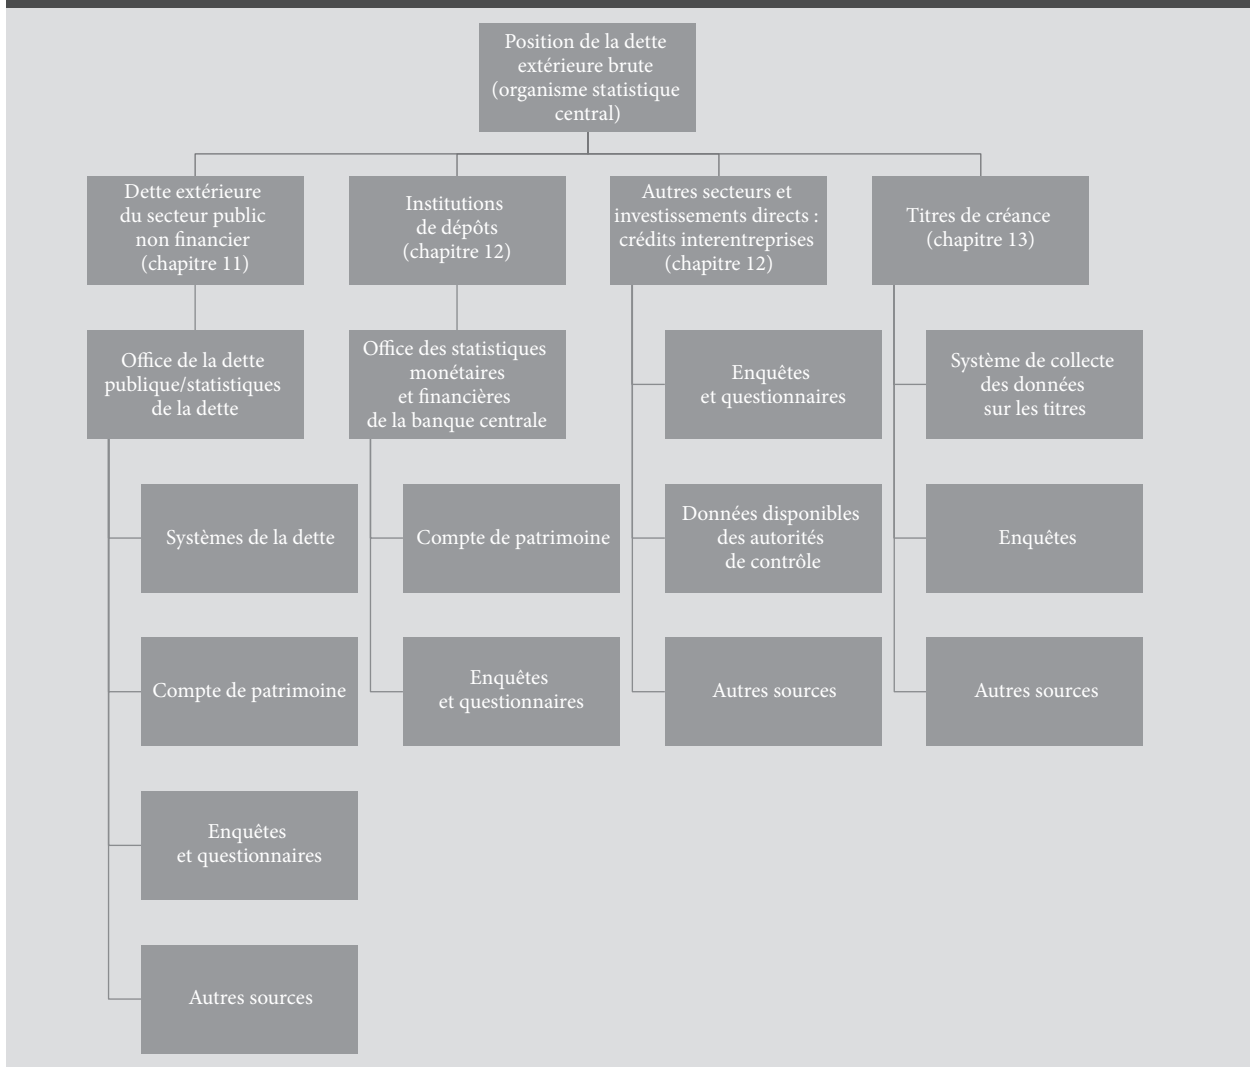 Position de la dette
extérieure brute
(organisme statistique
central)
Dette extérieure
du secteur public
non financier
(chapitre 11)
Institutions
de dépôts
(chapitre 12)
Autres secteurs et
investissements directs :
crédits interentreprises
(chapitre 12)
Titres de créance
(chapitre 13)
Office de la dette
publique/statistiques
de la dette
Office des statistiques
monétaires
et financières
de la banque centrale
Enquêtes
et questionnaires
Système de collecte
des données
sur les titres
Systèmes de la dette
Compte de patrimoine
Données disponibles
des autorités
de contrôle
Enquêtes
Compte de patrimoine
Enquêtes
et questionnaires
Autres sources
Autres sources
Enquêtes
et questionnaires
Autres sources